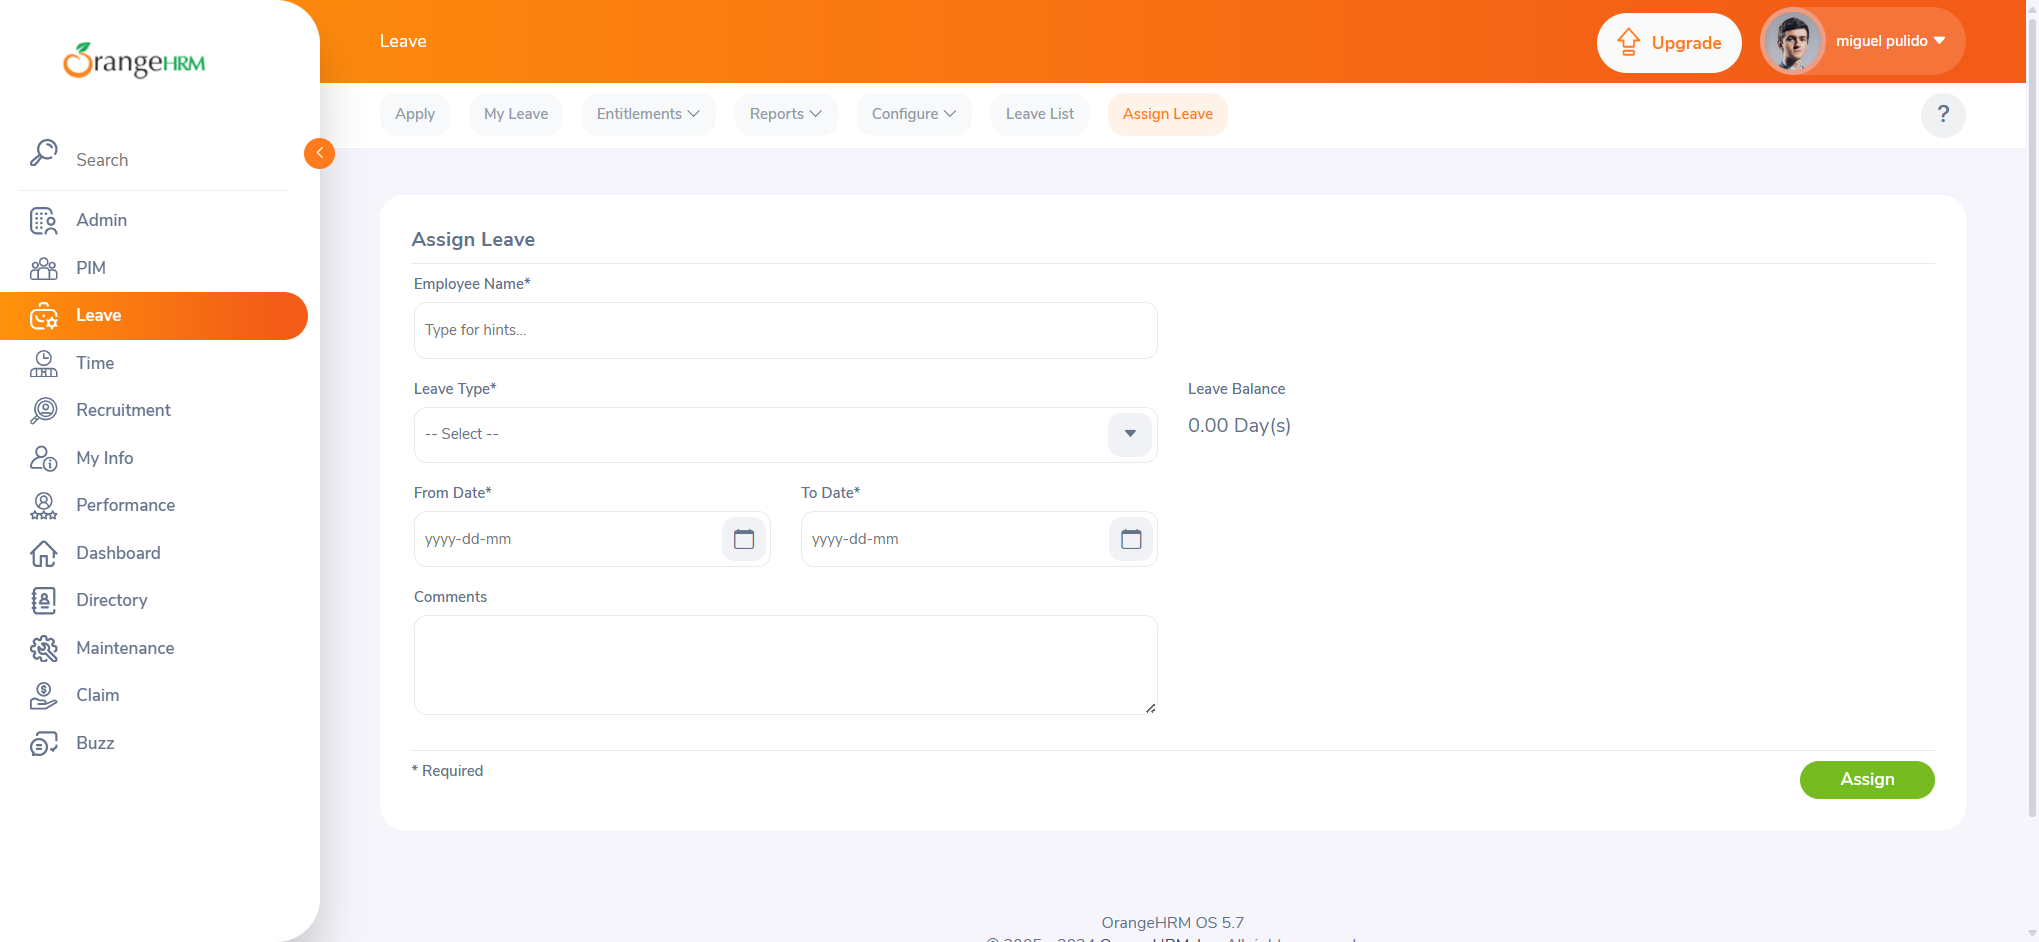 OrangeHRM
Search
Admin
PIM
Leave
Time
Recruitment
My Info
Performance
Dashboard
Directory
Maintenance
Claim
Buzz
Leave
Upgrade
miguel pulido
Apply
My Leave
Entitlements
Reports
Configure
Leave List
Assign Leave
?
Assign Leave
Employee Name*
Type for hints...
Leave Type*
-- Select --
Leave Balance
0.00 Day(s)
From Date*
yyyy-dd-mm
To Date*
yyyy-dd-mm
Comments
* Required
Assign
OrangeHRM OS 5.7